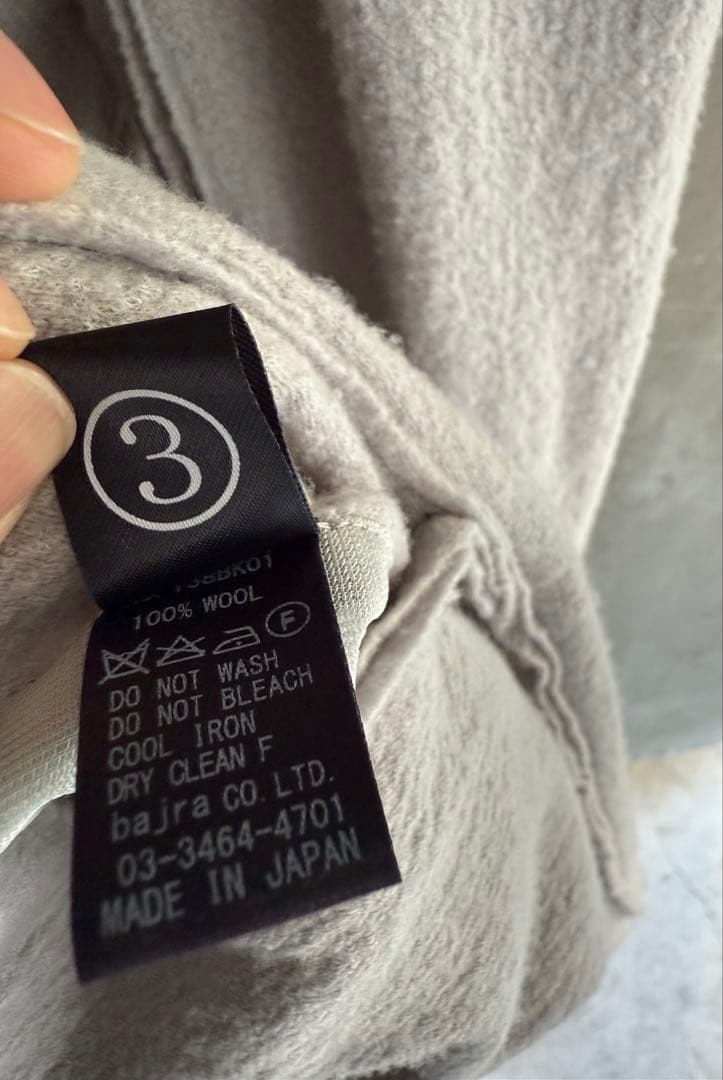 3
100% WOOL
F
DO NOT WASH
DO NOT BLEACH
COOL IRON
DRY CLEAN F
bajra CO. LTD.
03-3464-4701
MADE IN JAPAN